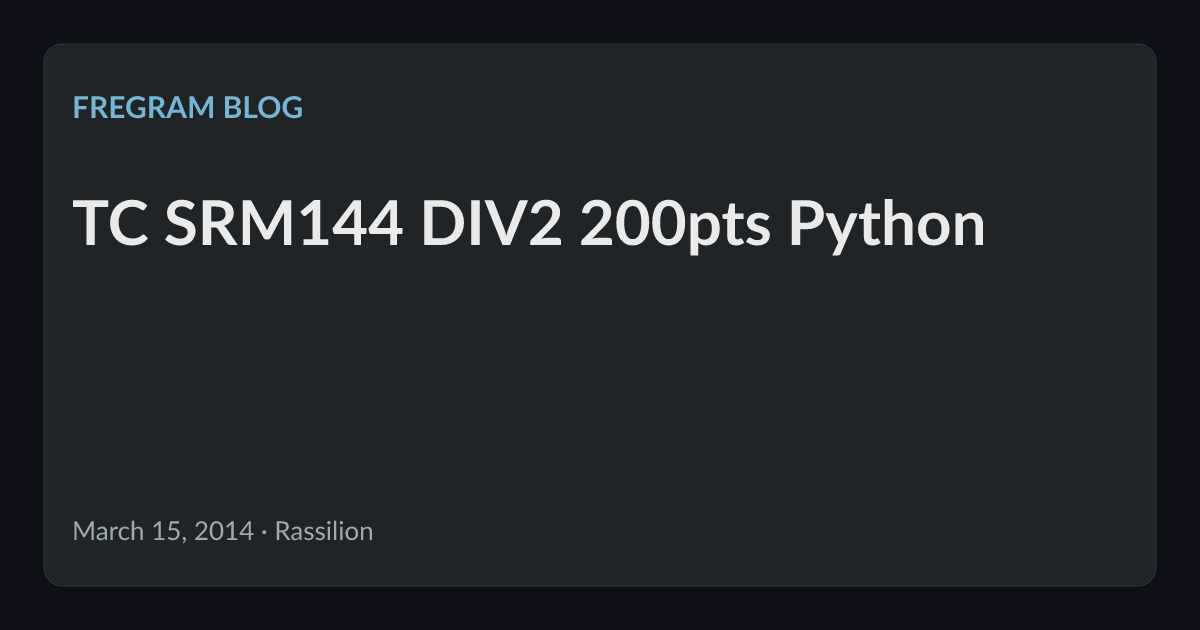 FREGRAM BLOG
TC SRM144 DIV2 200pts Python
March 15, 2014 · Rassilion